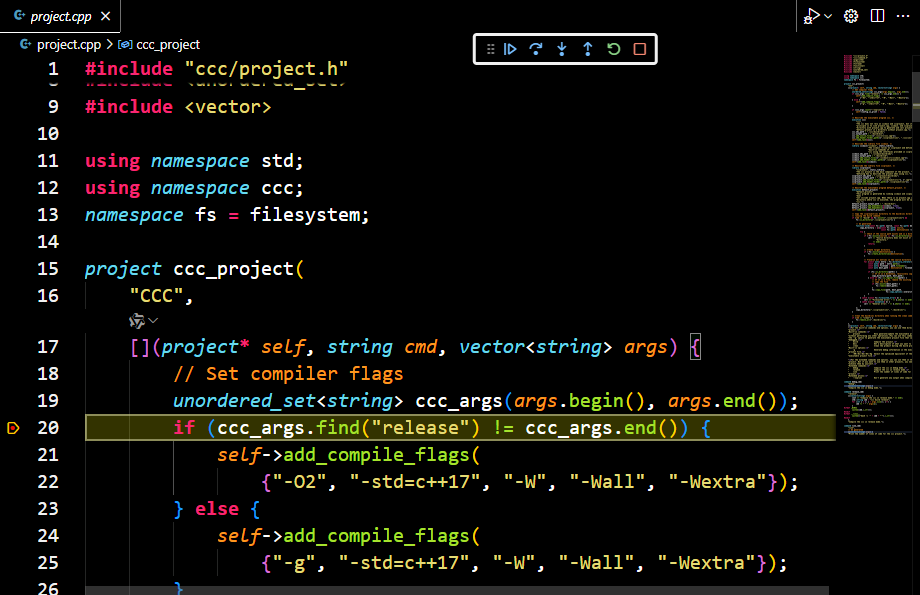 project.cpp
project.cpp > ccc_project
1 #include "ccc/project.h"
9 #include <vector>
10
11 using namespace std;
12 using namespace ccc;
13 namespace fs = filesystem;
14
15 project ccc_project(
16 "CCC",
17 [](project* self, string cmd, vector<string> args) {
18 // Set compiler flags
19 unordered_set<string> ccc_args(args.begin(), args.end());
20 if (ccc_args.find("release") != ccc_args.end()) {
21 self->add_compile_flags(
22 {"-O2", "-std=c++17", "-W", "-Wall", "-Wextra"});
23 } else {
24 self->add_compile_flags(
25 {"-g", "-std=c++17", "-W", "-Wall", "-Wextra"});
26 }